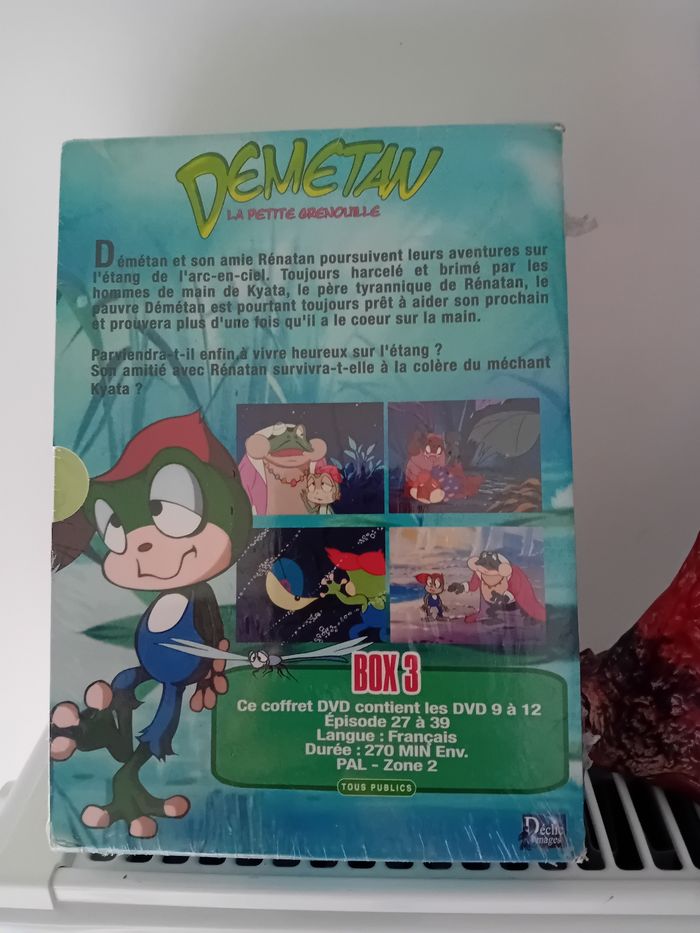 DEMETAN
LA PETITE GRENOUILLE
Démétan et son amie Rénatan poursuivent leurs aventures sur
l'étang de l'arc-en-ciel. Toujours harcelé et brimé par les
hommes de main de Kyata, le père tyrannique de Rénatan, le
pauvre Démétan est pourtant toujours prêt à aider son prochain
et prouvera plus d'une fois qu'il a le coeur sur la main.
Parviendra-t-il enfin à vivre heureux sur l'étang ?
Son amitié avec Rénatan survivra-t-elle à la colère du méchant
Kyata ?
BOX 3
Ce coffret DVD contient les DVD 9 à 12
Épisode 27 à 39
Langue : Français
Durée : 270 MIN Env.
PAL - Zone 2
TOUS PUBLICS
Déclic
Images